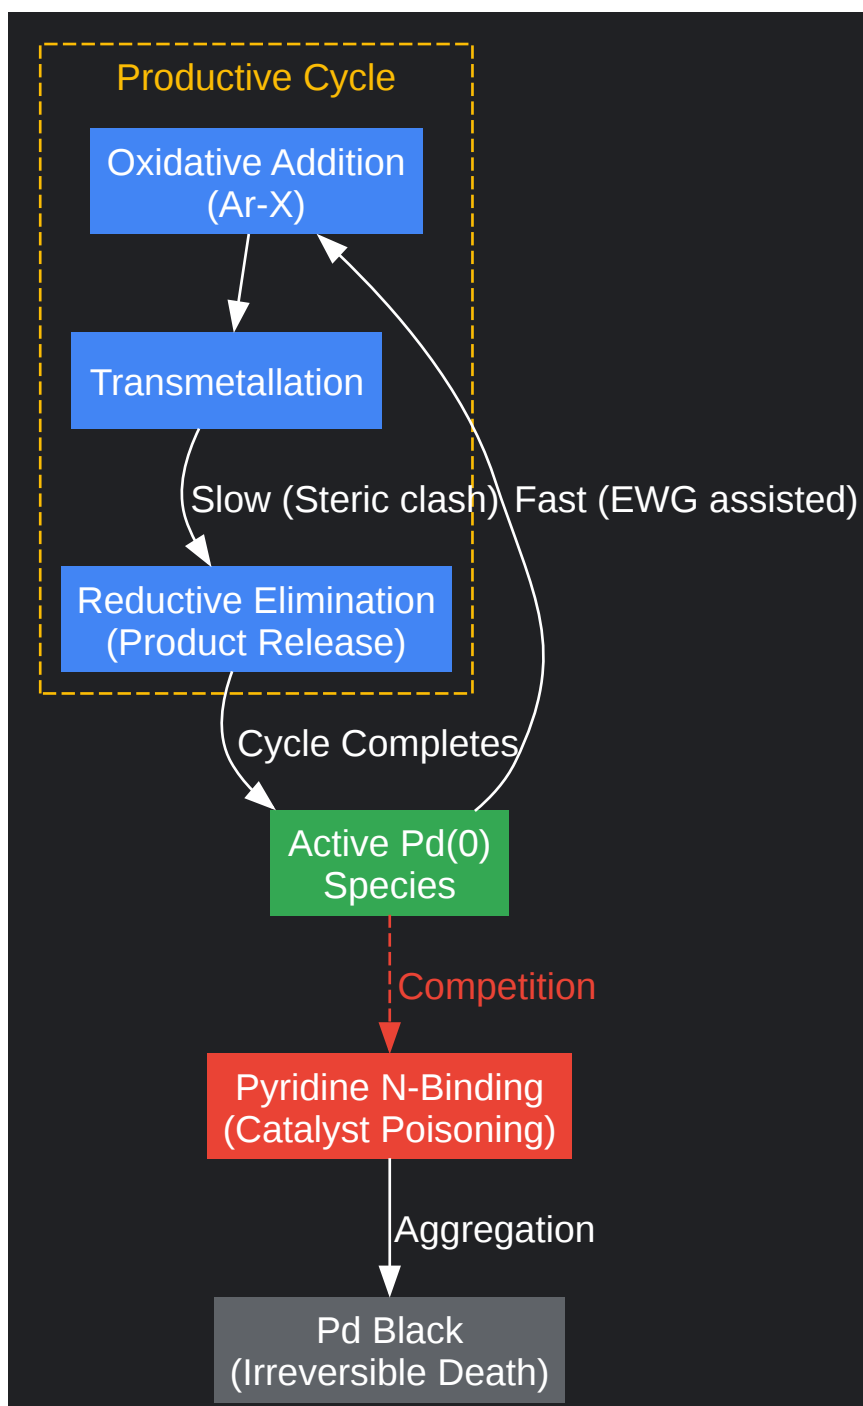 Productive Cycle
Oxidative Addition
(Ar-X)
Transmetallation
Slow (Steric clash)
Fast (EWG assisted)
Reductive Elimination
(Product Release)
Cycle Completes
Active Pd(0)
Species
Competition
Pyridine N-Binding
(Catalyst Poisoning)
Aggregation
Pd Black
(Irreversible Death)